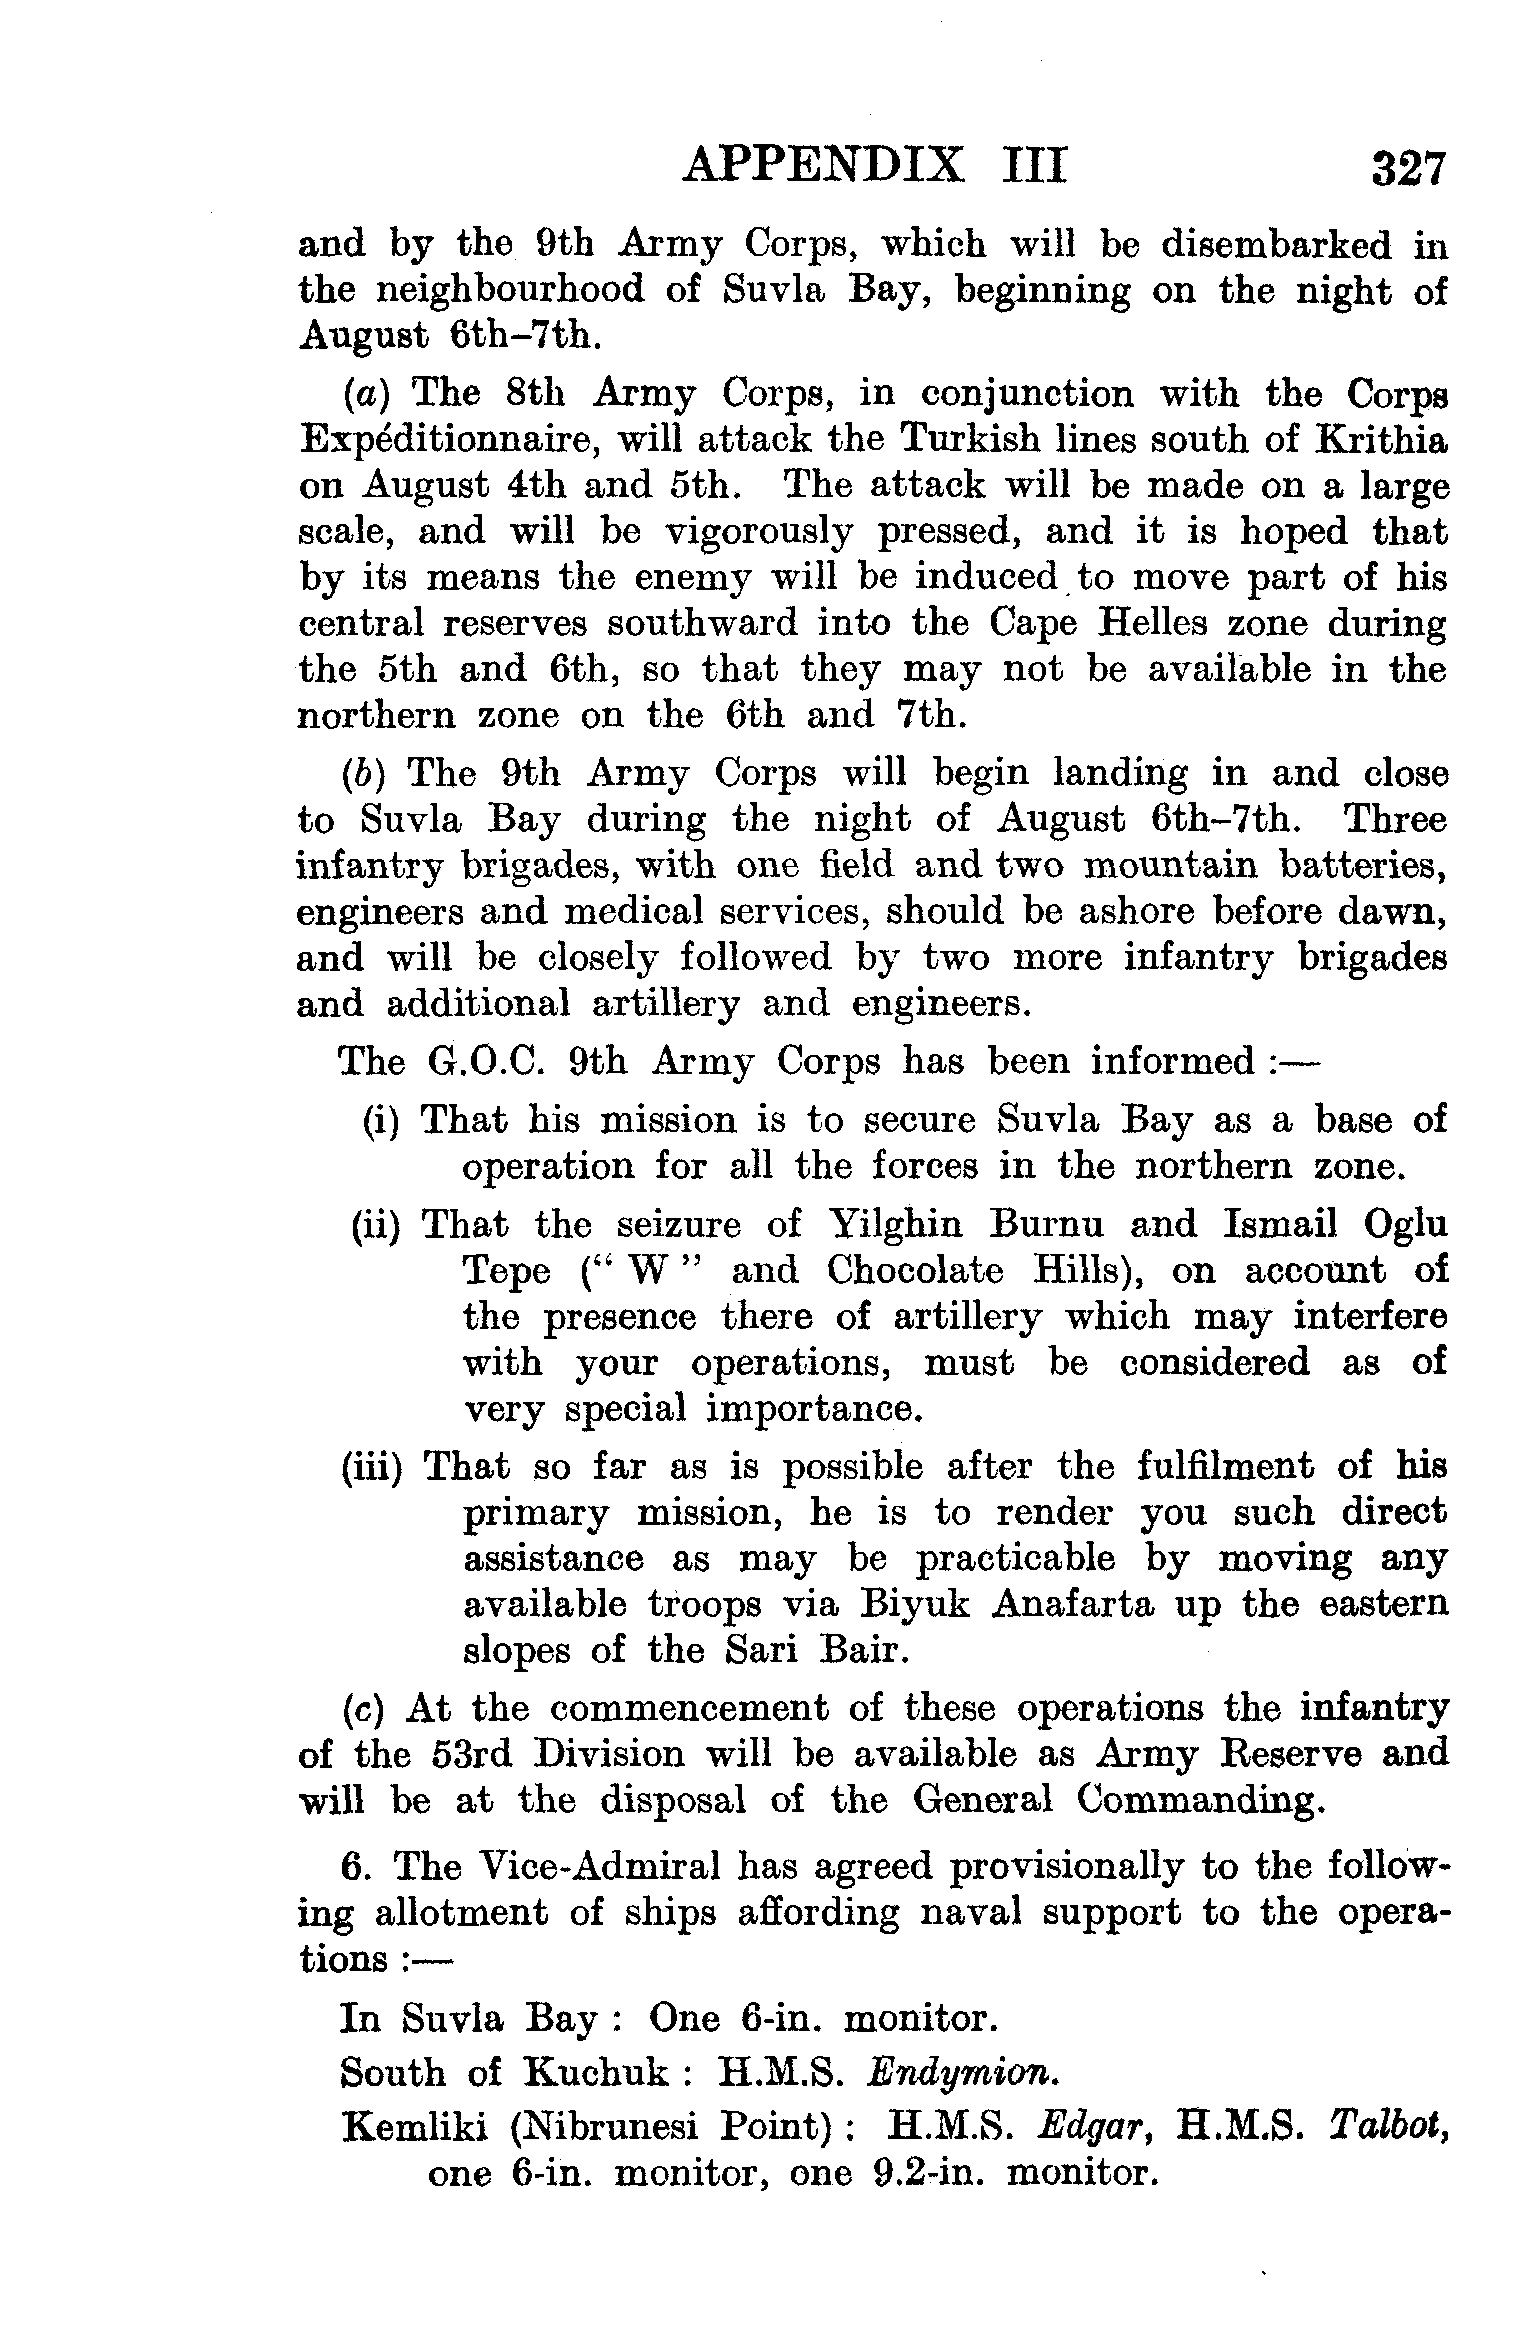 APPENDIX III 327
and by the 9th Army Corps, which will be disembarked in
the neighbourhood of Suvla Bay, beginning on the night of
August 6th–7th.
(a) The 8th Army Corps, in conjunction with the Corps
Expéditionnaire, will attack the Turkish lines south of Krithia
on August 4th and 5th. The attack will be made on a large
scale, and will be vigorously pressed, and it is hoped that
by its means the enemy will be induced to move part of his
central reserves southward into the Cape Helles zone during
the 5th and 6th, so that they may not be available in the
northern zone on the 6th and 7th.
(b) The 9th Army Corps will begin landing in and close
to Suvla Bay during the night of August 6th–7th. Three
infantry brigades, with one field and two mountain batteries,
engineers and medical services, should be ashore before dawn,
and will be closely followed by two more infantry brigades
and additional artillery and engineers.
The G.O.C. 9th Army Corps has been informed :—
(i) That his mission is to secure Suvla Bay as a base of
operation for all the forces in the northern zone.
(ii) That the seizure of Yilghin Burnu and Ismail Oglu
Tepe (“ W ” and Chocolate Hills), on account of
the presence there of artillery which may interfere
with your operations, must be considered as of
very special importance.
(iii) That so far as is possible after the fulfilment of his
primary mission, he is to render you such direct
assistance as may be practicable by moving any
available troops via Biyuk Anafarta up the eastern
slopes of the Sari Bair.
(c) At the commencement of these operations the infantry
of the 53rd Division will be available as Army Reserve and
will be at the disposal of the General Commanding.
6. The Vice-Admiral has agreed provisionally to the follow-
ing allotment of ships affording naval support to the opera-
tions :—
In Suvla Bay : One 6-in. monitor.
South of Kuchuk : H.M.S. Endymion.
Kemliki (Nibrunesi Point) : H.M.S. Edgar, H.M.S. Talbot,
one 6-in. monitor, one 9.2-in. monitor.